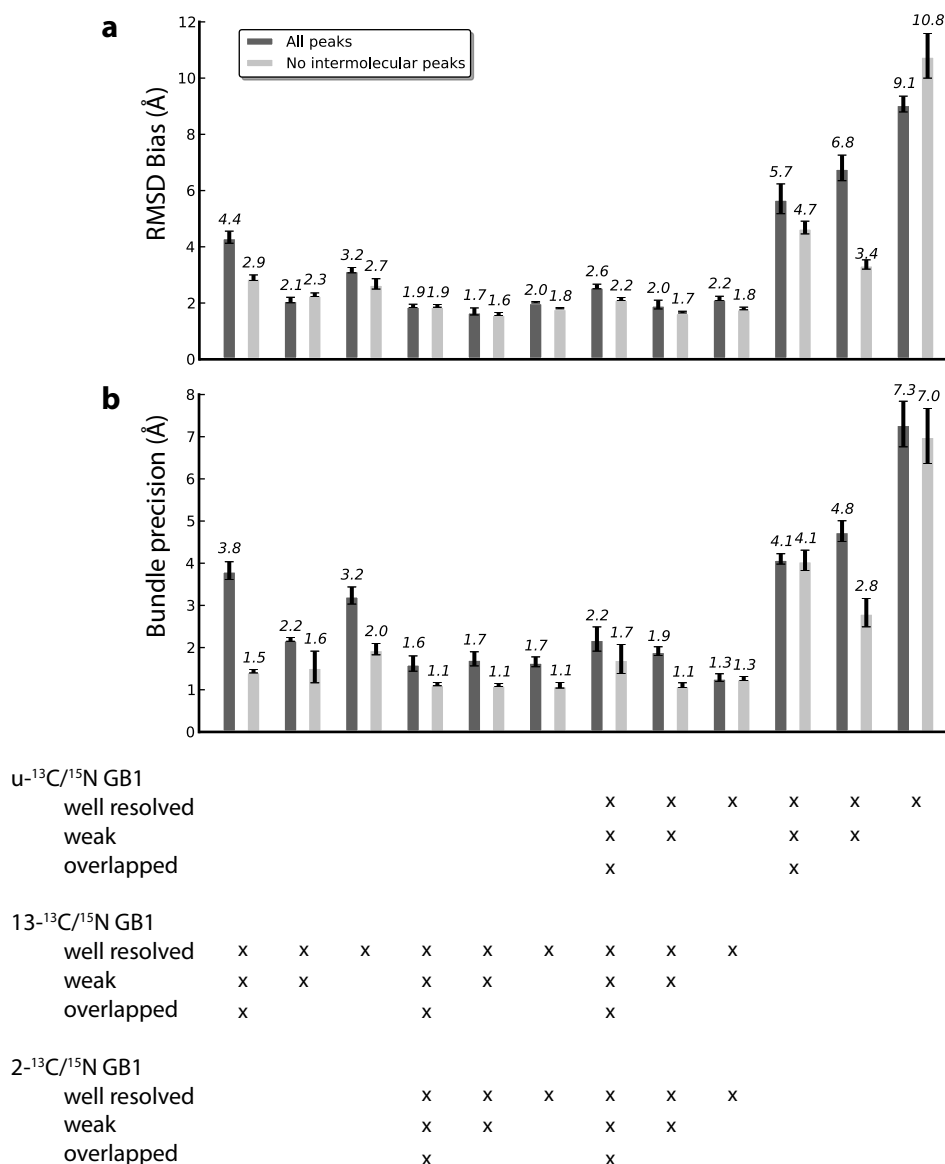 a
12
10
8
6
4
2
0
RMSD Bias (Å)
All peaks
No intermolecular peaks
4.4 2.9 2.1 2.3 3.2 2.7 1.9 1.9 1.7 1.6 2.0 1.8 2.6 2.2 2.0 1.7 2.2 1.8 5.7 4.7 6.8 3.4 9.1 10.8
b
8
7
6
5
4
3
2
1
0
Bundle precision (Å)
3.8 1.5 2.2 1.6 3.2 2.0 1.6 1.1 1.7 1.1 1.7 1.1 2.2 1.7 1.9 1.1 1.3 1.3 4.1 4.1 4.8 2.8 7.3 7.0
u-¹³C/¹⁵N GB1
well resolved x x x x x x
weak x x x x
overlapped x x
13-¹³C/¹⁵N GB1
well resolved x x x x x x x x x
weak x x x x x x
overlapped x x x
2-¹³C/¹⁵N GB1
well resolved x x x x x x
weak x x x x
overlapped x x